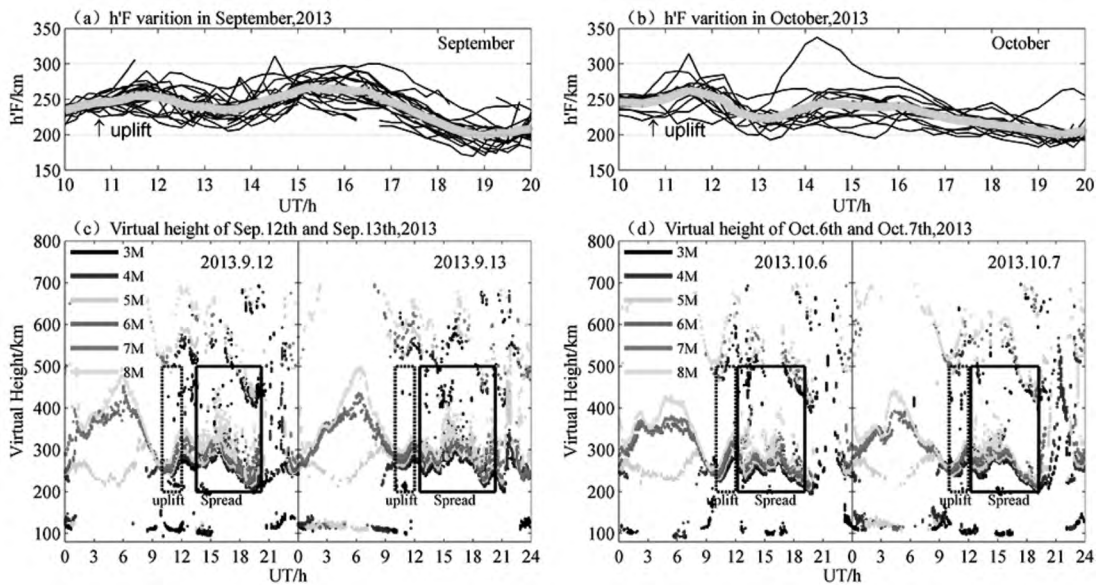 (a) h'F varition in September,2013
350
300
250
200
150
h'F/km
September
↑ uplift
10 11 12 13 14 15 16 17 18 19 20
UT/h
(b) h'F varition in October,2013
350
300
250
200
150
h'F/km
October
↑ uplift
10 11 12 13 14 15 16 17 18 19 20
UT/h
(c) Virtual height of Sep.12th and Sep.13th,2013
800
700
600
500
400
300
200
100
Virtual Height/km
3M
4M
5M
6M
7M
8M
2013.9.12
2013.9.13
uplift
Spread
uplift
Spread
0 3 6 9 12 15 18 21 0 3 6 9 12 15 18 21 24
UT/h
(d) Virtual height of Oct.6th and Oct.7th,2013
800
700
600
500
400
300
200
100
Virtual Height/km
3M
4M
5M
6M
7M
8M
2013.10.6
2013.10.7
uplift
Spread
uplift
Spread
0 3 6 9 12 15 18 21 0 3 6 9 12 15 18 21 24
UT/h